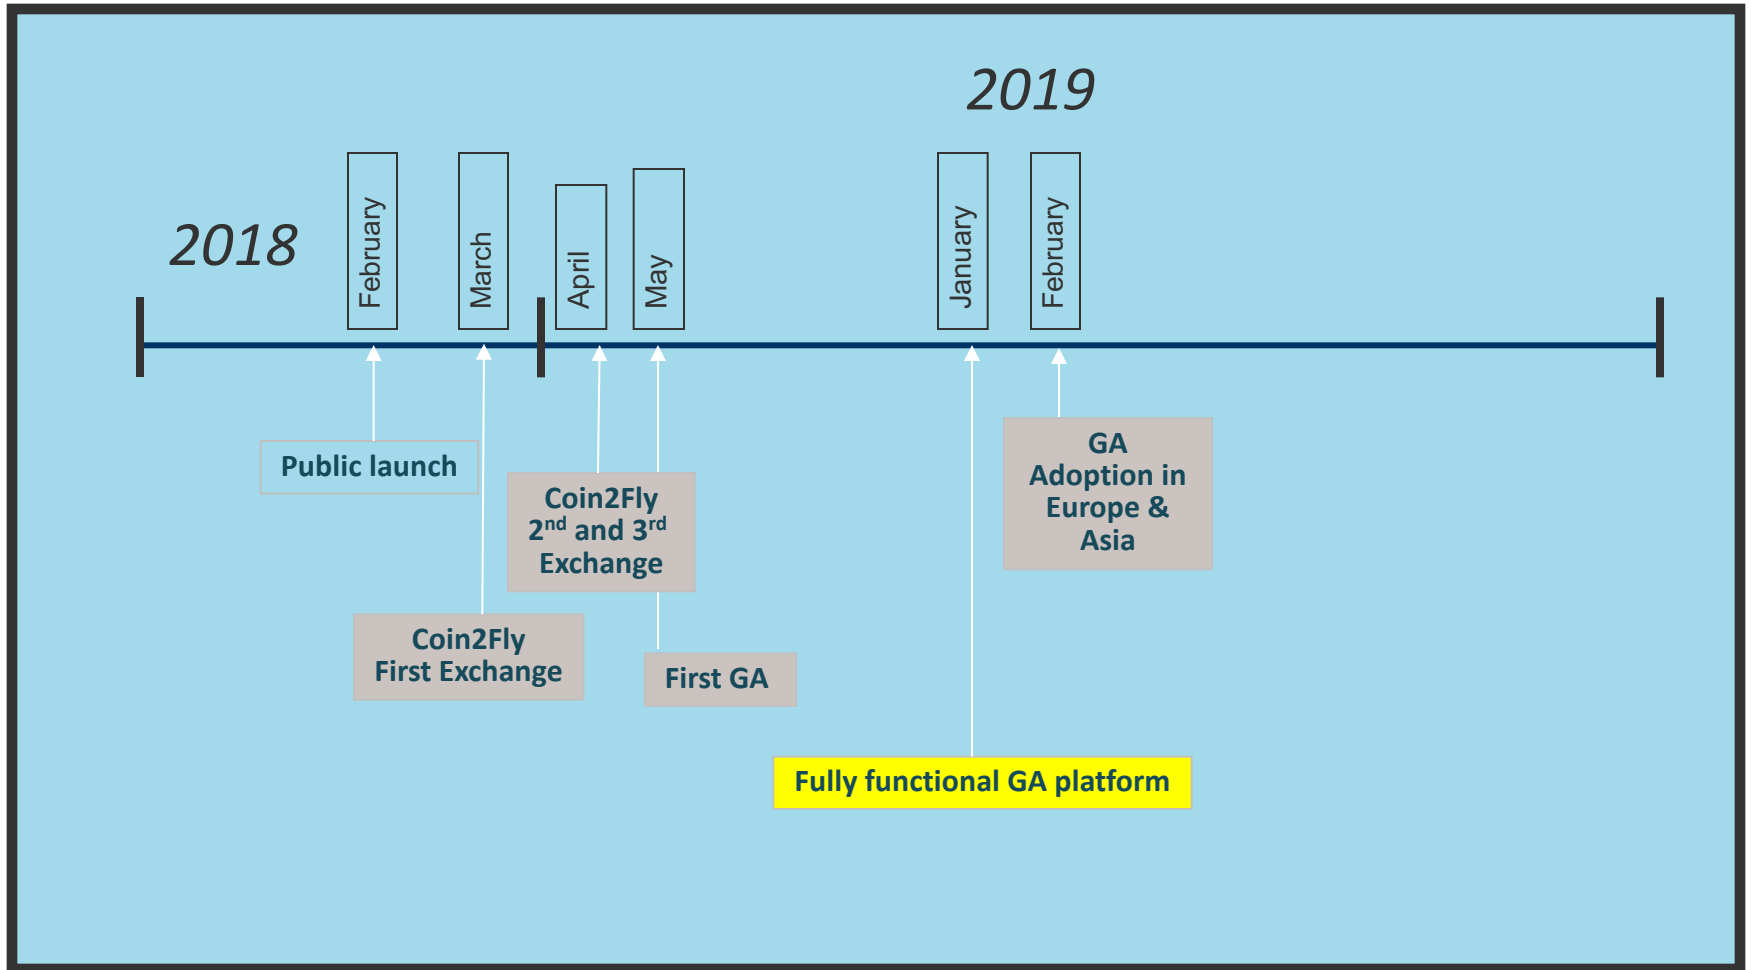 2019
2018
February
March
April
May
January
February
Public launch
Coin2Fly
First Exchange
Coin2Fly
2nd and 3rd
Exchange
First GA
Fully functional GA platform
GA
Adoption in
Europe &
Asia